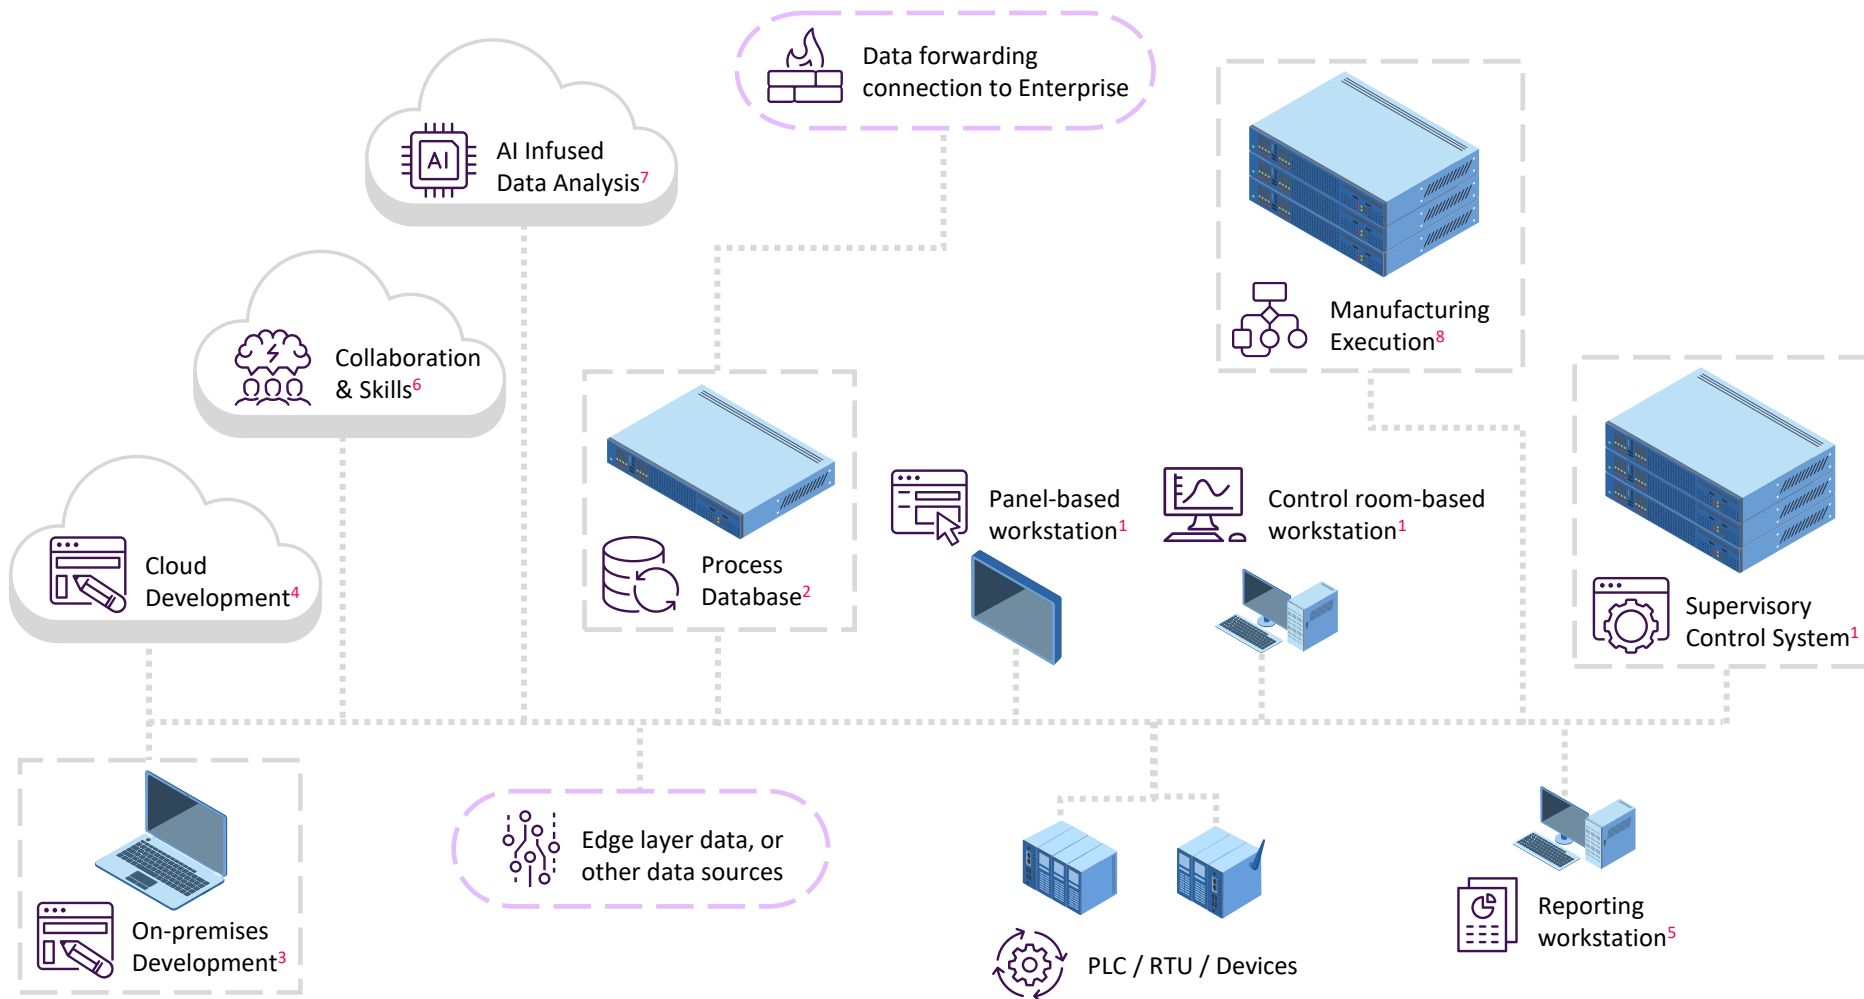 Data forwarding
connection to Enterprise
AI
AI Infused
Data Analysis7
Manufacturing
Execution8
Collaboration
& Skills6
Panel-based
workstation1
Control room-based
workstation1
Cloud
Development4
Process
Database2
Supervisory
Control System1
Edge layer data, or
other data sources
On-premises
Development3
PLC / RTU / Devices
Reporting
workstation5